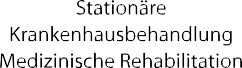 Stationäre
Krankenhausbehandlung
Medizinische Rehabilitation